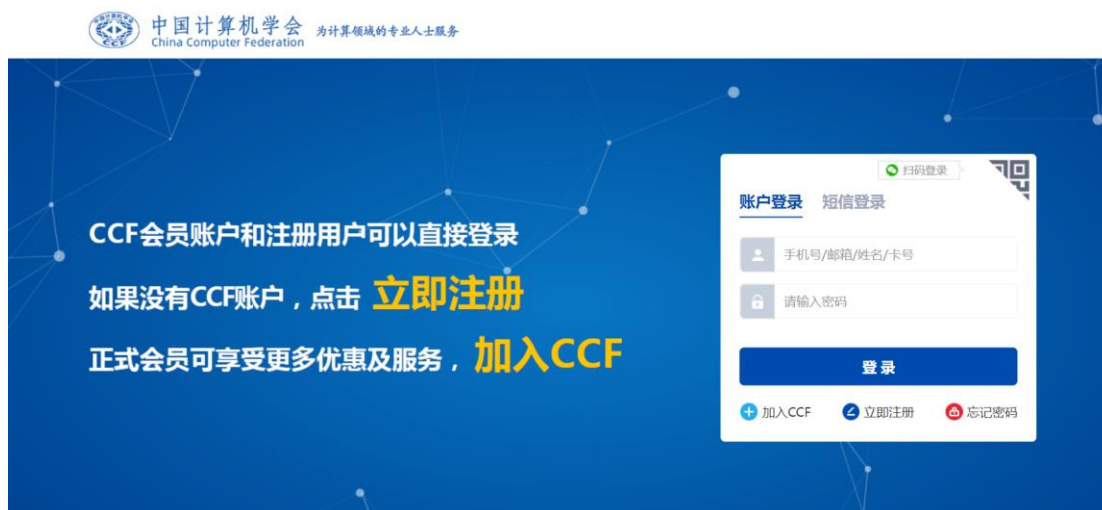 中国计算机学会
China Computer Federation
为计算领域的专业人士服务
CCF
扫码登录
账户登录 短信登录
CCF会员账户和注册用户可以直接登录
手机号/邮箱/姓名/卡号
如果没有CCF账户，点击 立即注册
请输入密码
正式会员可享受更多优惠及服务，加入CCF
登录
加入CCF 立即注册 忘记密码